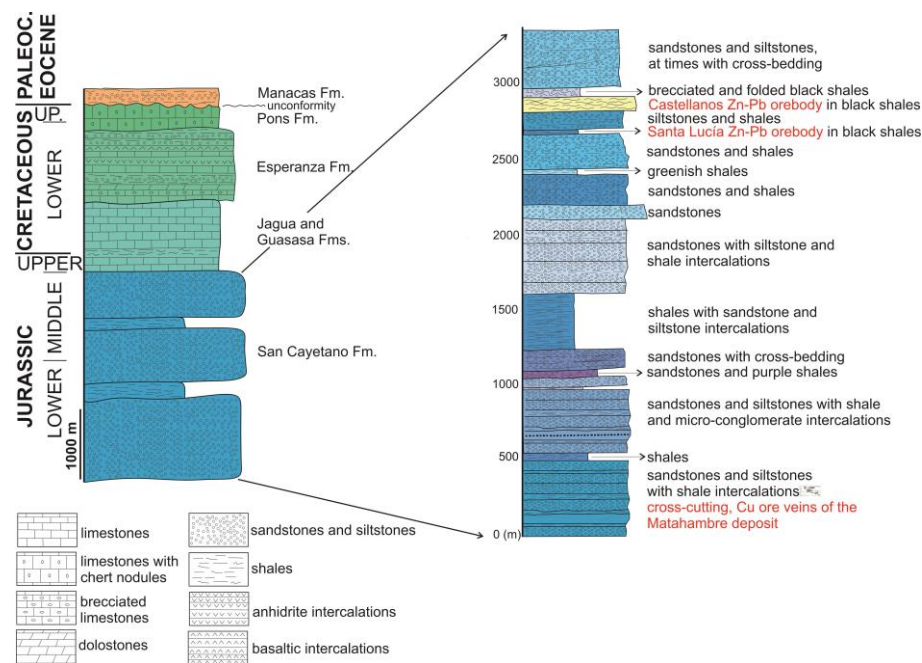 PALEOC.
EOCENE
CRETACEOUS
UP.
LOWER
UPPER
JURASSIC
MIDDLE
LOWER
1000 m
Manacas Fm.
unconformity
Pons Fm.
Esperanza Fm.
Jagua and
Guasasa Fms.
San Cayetano Fm.
limestones
limestones with
chert nodules
brecciated
limestones
dolostones
sandstones and siltstones
shales
anhidrite intercalations
basaltic intercalations
3000
2500
2000
1500
1000
500
0 (m)
sandstones and siltstones,
at times with cross-bedding
brecciated and folded black shales
Castellanos Zn-Pb orebody in black shales
siltstones and shales
Santa Lucía Zn-Pb orebody in black shales
sandstones and shales
greenish shales
sandstones and shales
sandstones
sandstones with siltstone and
shale intercalations
shales with sandstone and
siltstone intercalations
sandstones with cross-bedding
sandstones and purple shales
sandstones and siltstones with shale
and micro-conglomerate intercalations
shales
sandstones and siltstones
with shale intercalations
cross-cutting, Cu ore veins of the
Matahambre deposit